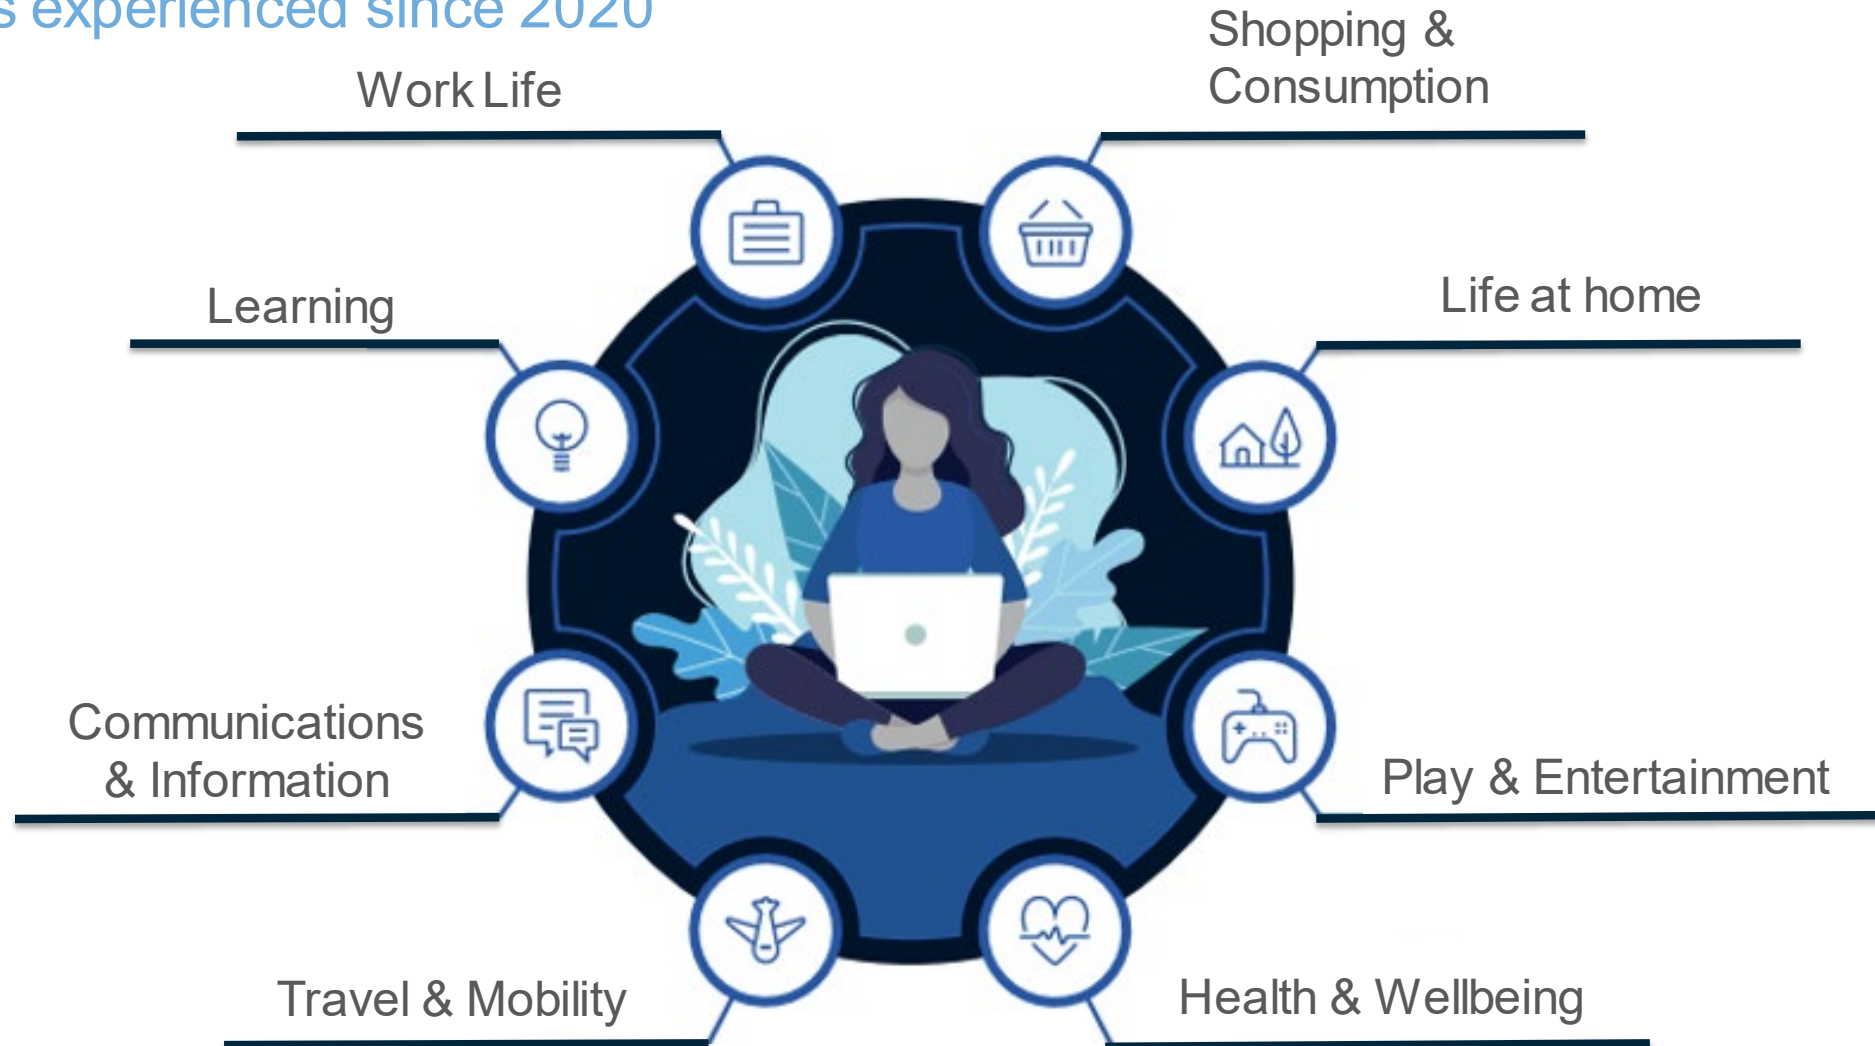 s experienced since 2020
Work Life
Shopping &
Consumption
Learning
Life at home
Communications
& Information
Play & Entertainment
Travel & Mobility
Health & Wellbeing